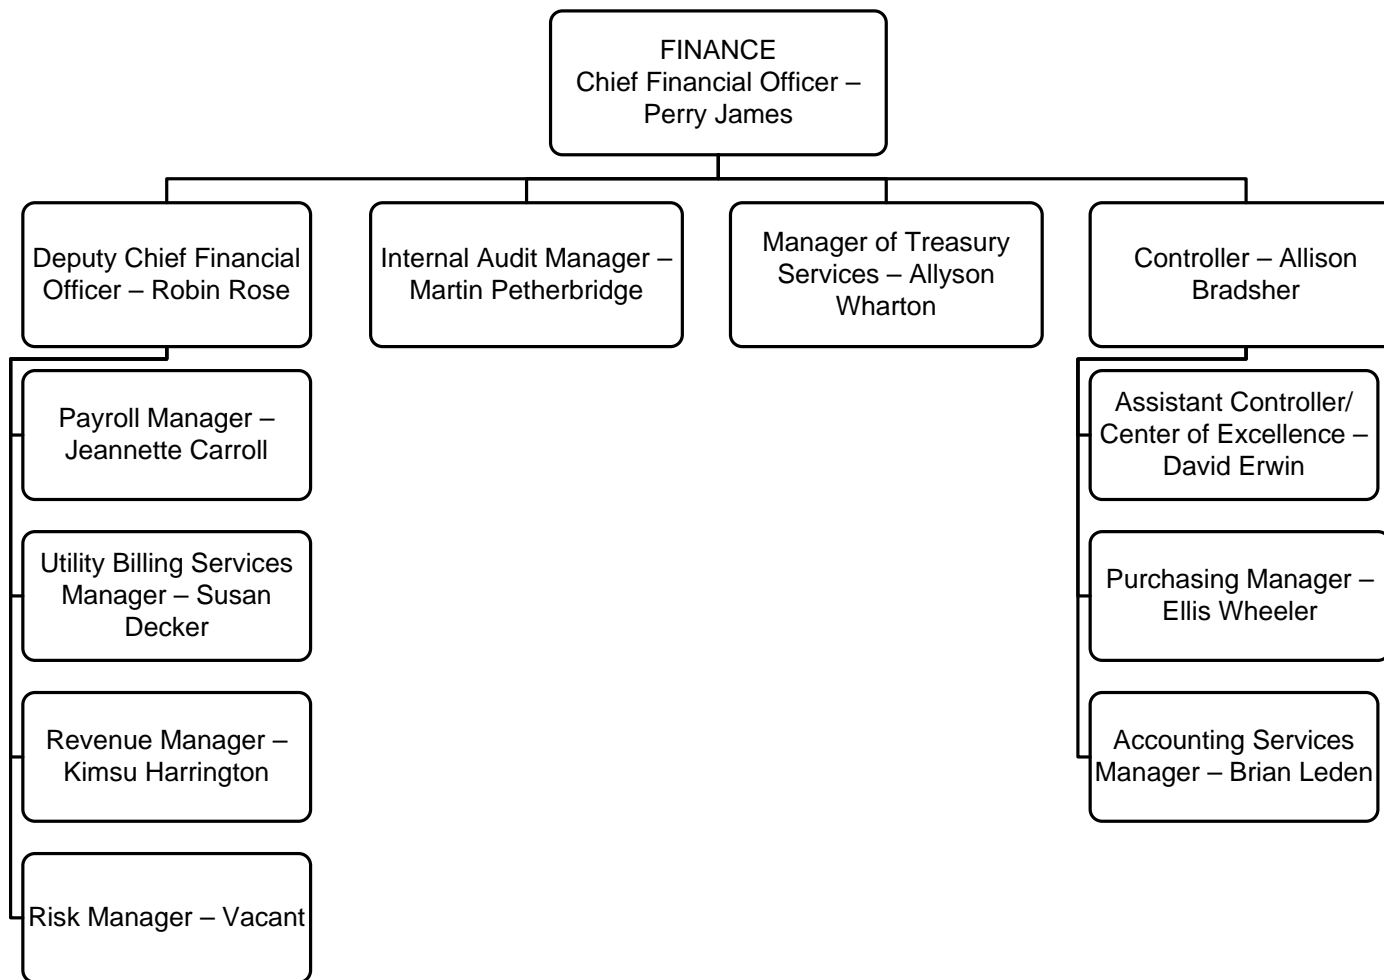 FINANCE
Chief Financial Officer –
Perry James
Deputy Chief Financial
Officer – Robin Rose
Internal Audit Manager –
Martin Petherbridge
Manager of Treasury
Services – Allyson
Wharton
Controller – Allison
Bradsher
Payroll Manager –
Jeannette Carroll
Utility Billing Services
Manager – Susan
Decker
Revenue Manager –
Kimsu Harrington
Risk Manager – Vacant
Assistant Controller/
Center of Excellence –
David Erwin
Purchasing Manager –
Ellis Wheeler
Accounting Services
Manager – Brian Leden